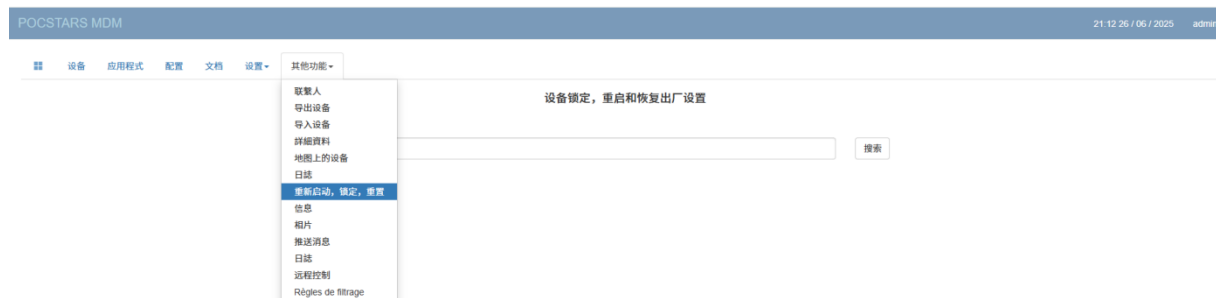 POCSTARS MDM 21:12 26 / 06 / 2025 admin
设备 应用程式 配置 文档 设置 其他功能
设备锁定，重启和恢复出厂设置
搜索
联繫人
导出设备
导入设备
詳細資料
地图上的设备
日誌
重新启动，锁定，重置
信息
相片
推送消息
日誌
远程控制
Règles de filtrage